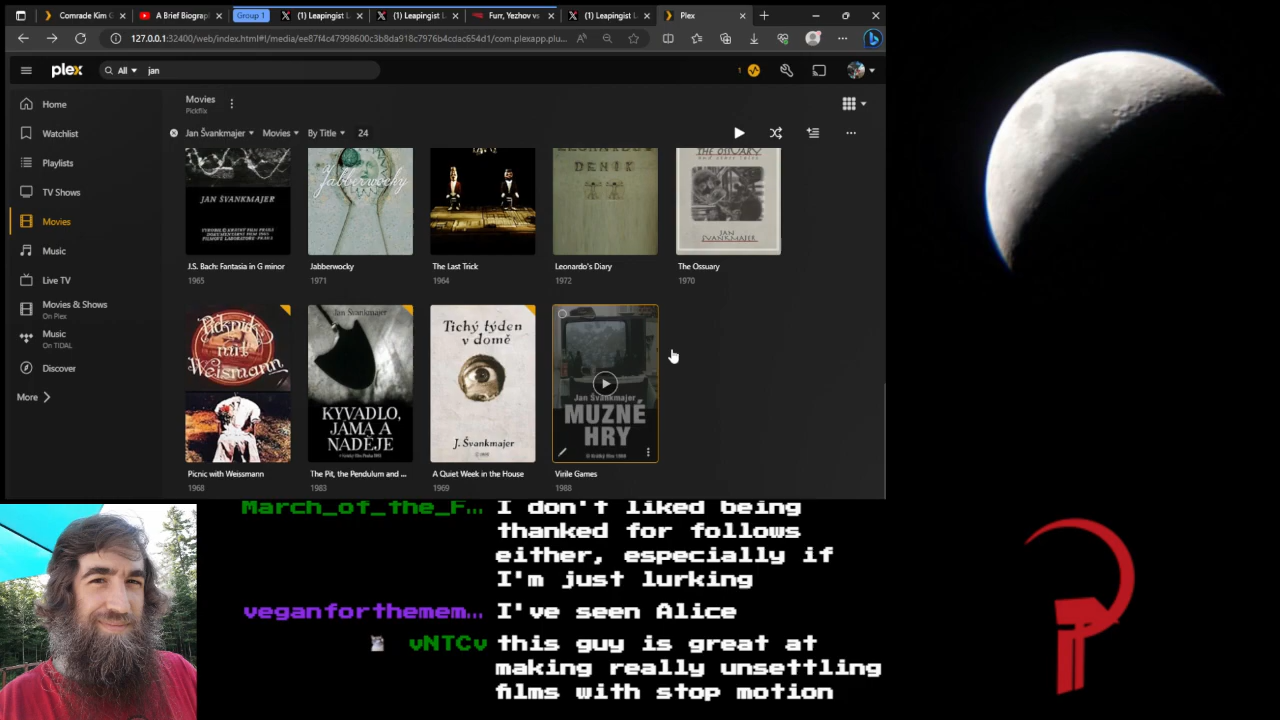 Comrade Kim G
A Brief Biograp
Group 1
(1) Leapingist L
(1) Leapingist L
Furr, Yezhov vs
(1) Leapingist L
Plex
127.0.0.1:32400/web/index.html#!/media/ee87f4c47998600c3b8da918c7976b4cdac654d1/com.plexapp.plu...
plex
All
jan
1
Home
Watchlist
Playlists
TV Shows
Movies
Music
Live TV
Movies & Shows
On Plex
Music
On TIDAL
Discover
More
Movies
Pickflix
Jan Švankmajer
Movies
By Title
24
JAN ŠVANKMAJER
Jabberwocky
DENÍK
THE OSSUARY
JAN
ŠVANKMAJER
J.S. Bach: Fantasia in G minor
1965
Jabberwocky
1971
The Last Trick
1964
Leonardo's Diary
1972
The Ossuary
1970
Picknick
mit
Weismann
Jan Švankmajer
KYVADLO,
JÁMA A
NADĚJE
Tichý týden
v domě
J. Švankmajer
Jan Švankmajer
MUZNÉ
HRY
Picnic with Weissmann
1968
The Pit, the Pendulum and ...
1983
A Quiet Week in the House
1969
Virile Games
1988
March_of_the_F... I don't liked being
thanked for follows
either, especially if
I'm just lurking
veganforthemem... I've seen Alice
vNTCv this guy is great at
making really unsettling
films with stop motion